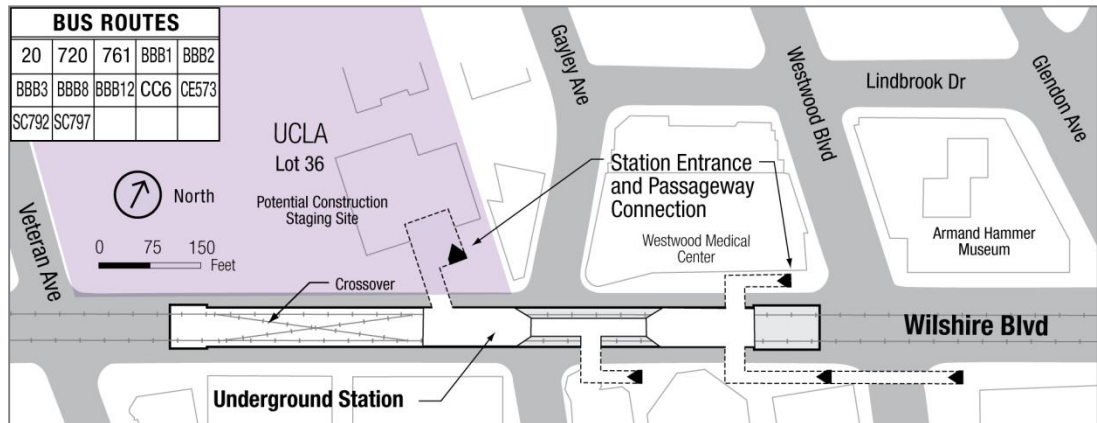 BUS ROUTES
20 720 761 BBB1 BBB2
BBB3 BBB8 BBB12 CC6 CE573
SC792 SC797
UCLA
Lot 36
Potential Construction
Staging Site
North
0 75 150
Feet
Veteran Ave
Crossover
Gayley Ave
Station Entrance
and Passageway
Connection
Westwood Medical
Center
Westwood Blvd
Lindbrook Dr
Glendon Ave
Armand Hammer
Museum
Wilshire Blvd
Underground Station